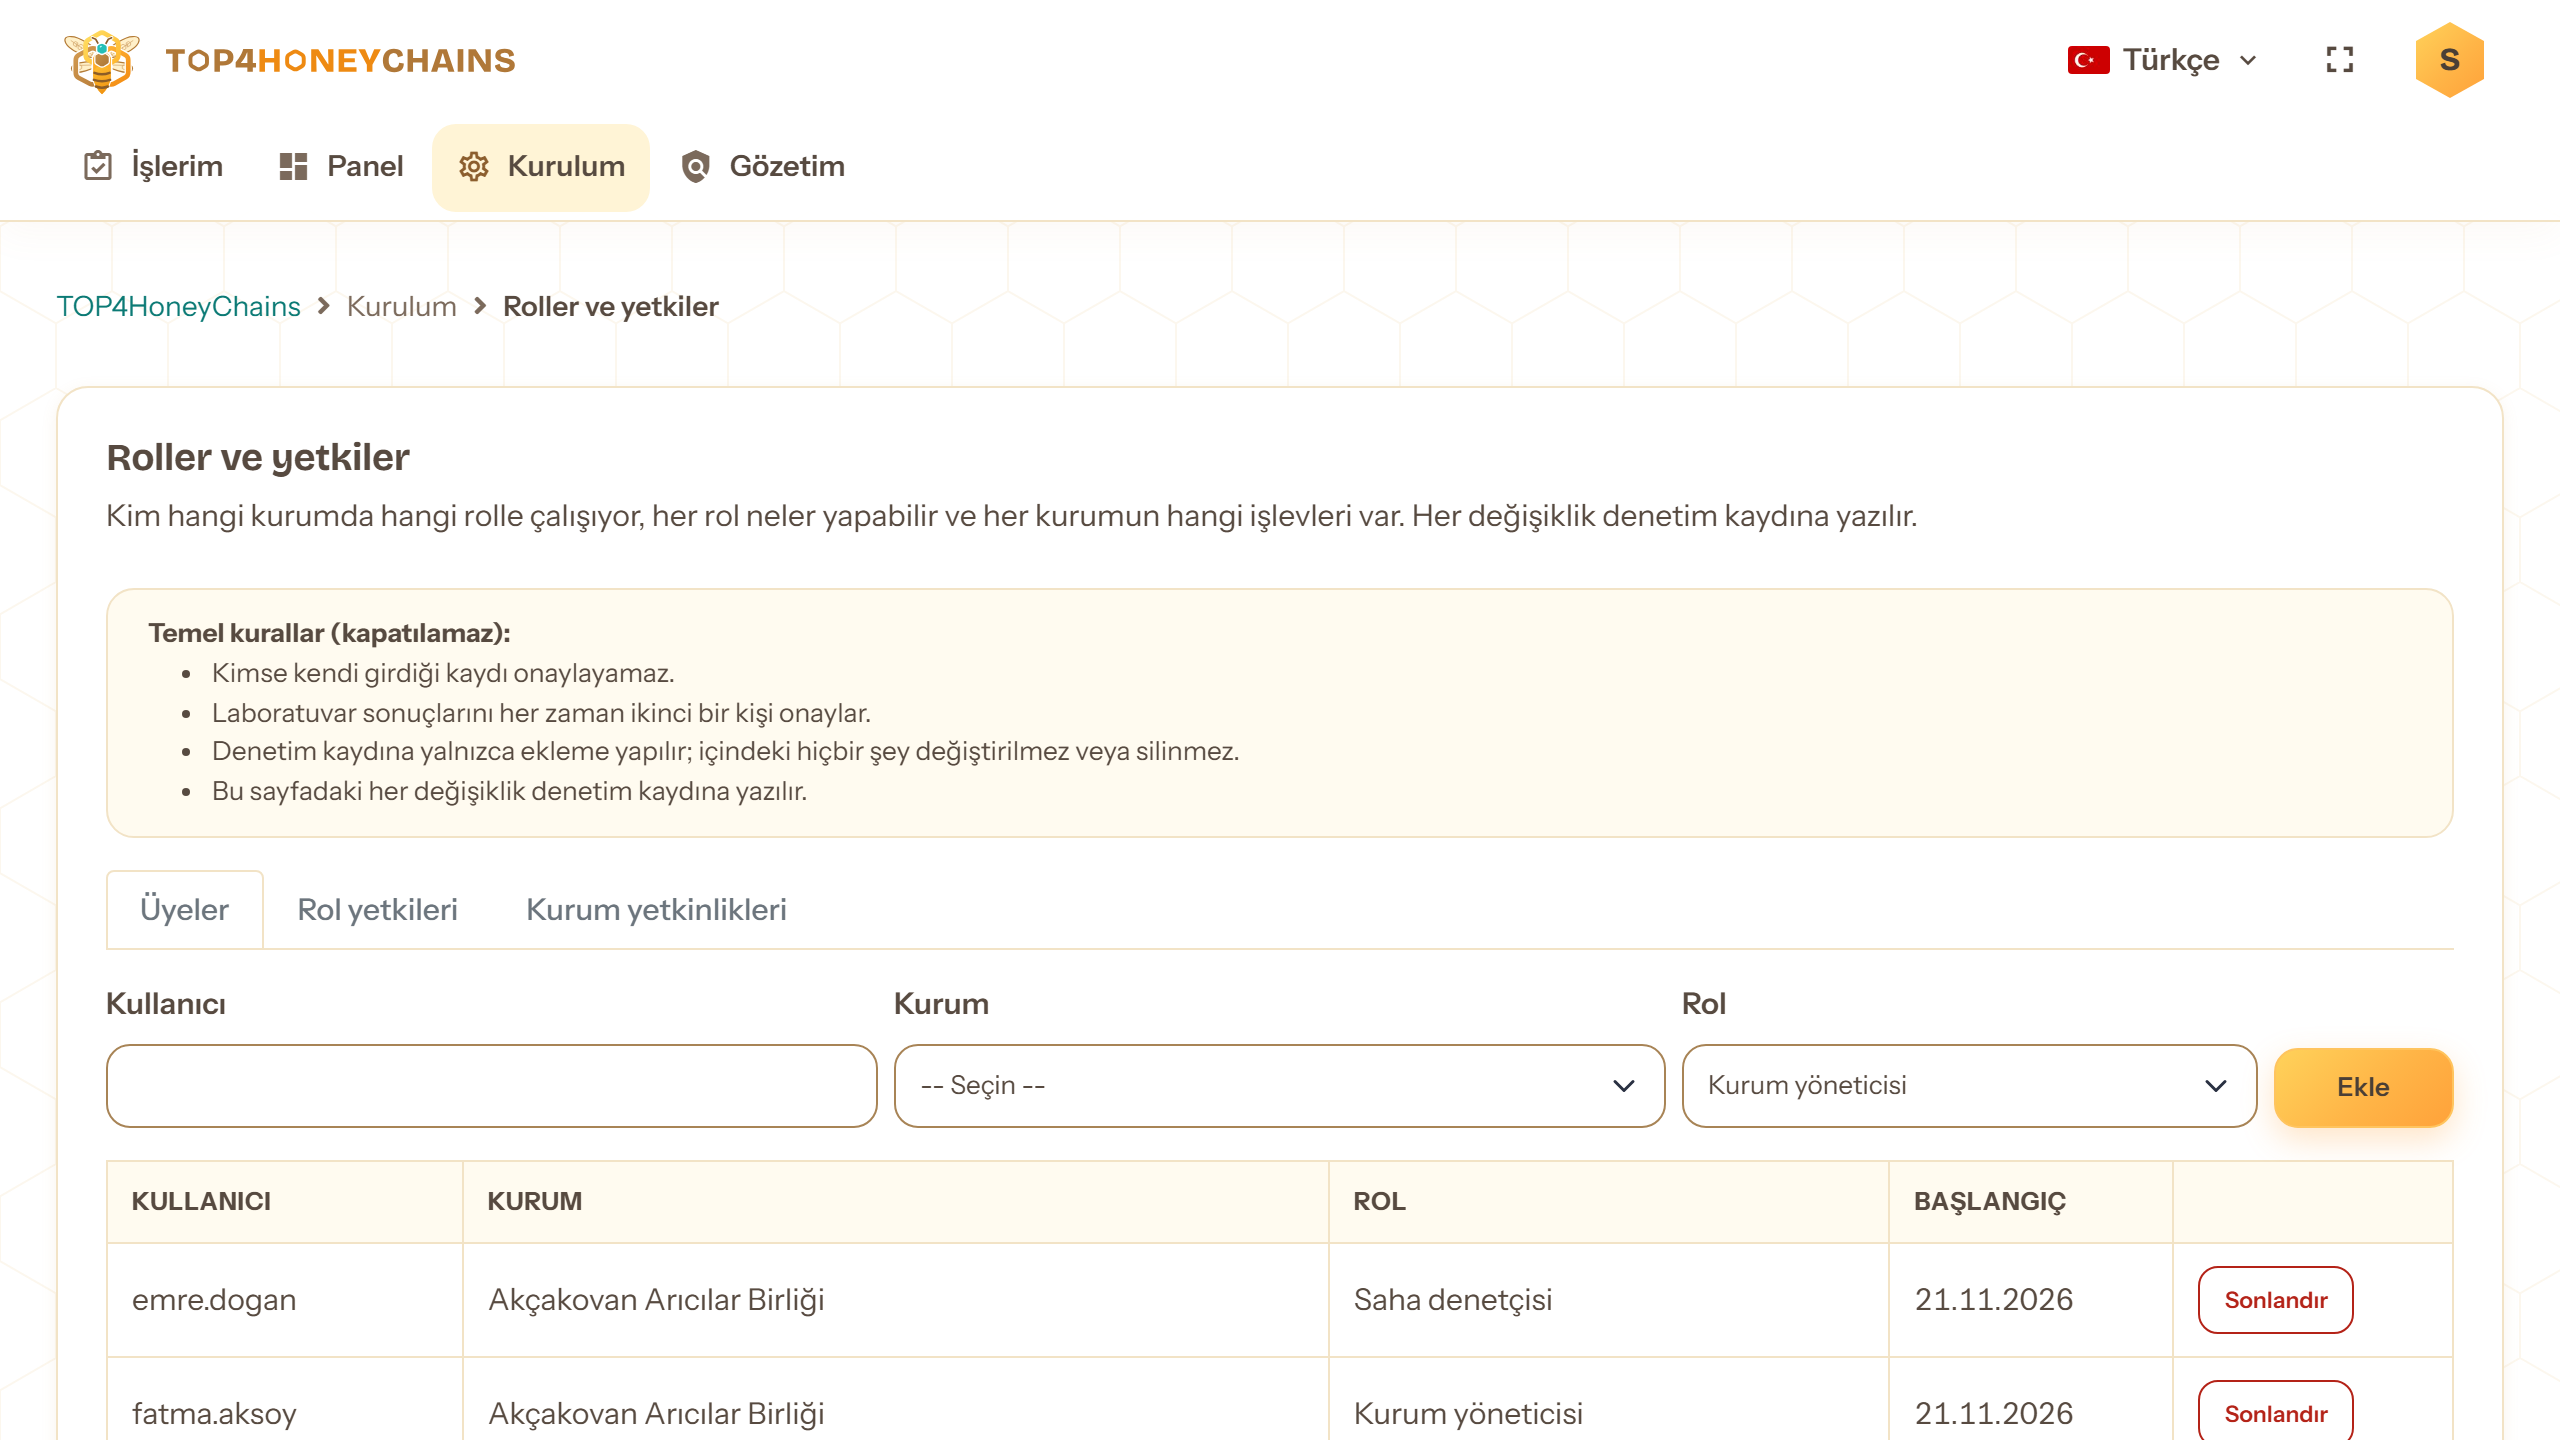 TOP4HONEYCHAINS
Türkçe
S
İşlerim
Panel
Kurulum
Gözetim
TOP4HoneyChains
Kurulum
Roller ve yetkiler
Roller ve yetkiler
Kim hangi kurumda hangi rolle çalışıyor, her rol neler yapabilir ve her kurumun hangi işlevleri var. Her değişiklik denetim kaydına yazılır.
Temel kurallar (kapatılamaz):
Kimse kendi girdiği kaydı onaylayamaz.
Laboratuvar sonuçlarını her zaman ikinci bir kişi onaylar.
Denetim kaydına yalnızca ekleme yapılır; içindeki hiçbir şey değiştirilmez veya silinmez.
Bu sayfadaki her değişiklik denetim kaydına yazılır.
Üyeler
Rol yetkileri
Kurum yetkinlikleri
Kullanıcı
Kurum
Rol
-- Seçin --
Kurum yöneticisi
Ekle
KULLANICI
KURUM
ROL
BAŞLANGIÇ
emre.dogan
Akçakovan Arıcılar Birliği
Saha denetçisi
21.11.2026
Sonlandır
fatma.aksoy
Akçakovan Arıcılar Birliği
Kurum yöneticisi
21.11.2026
Sonlandır